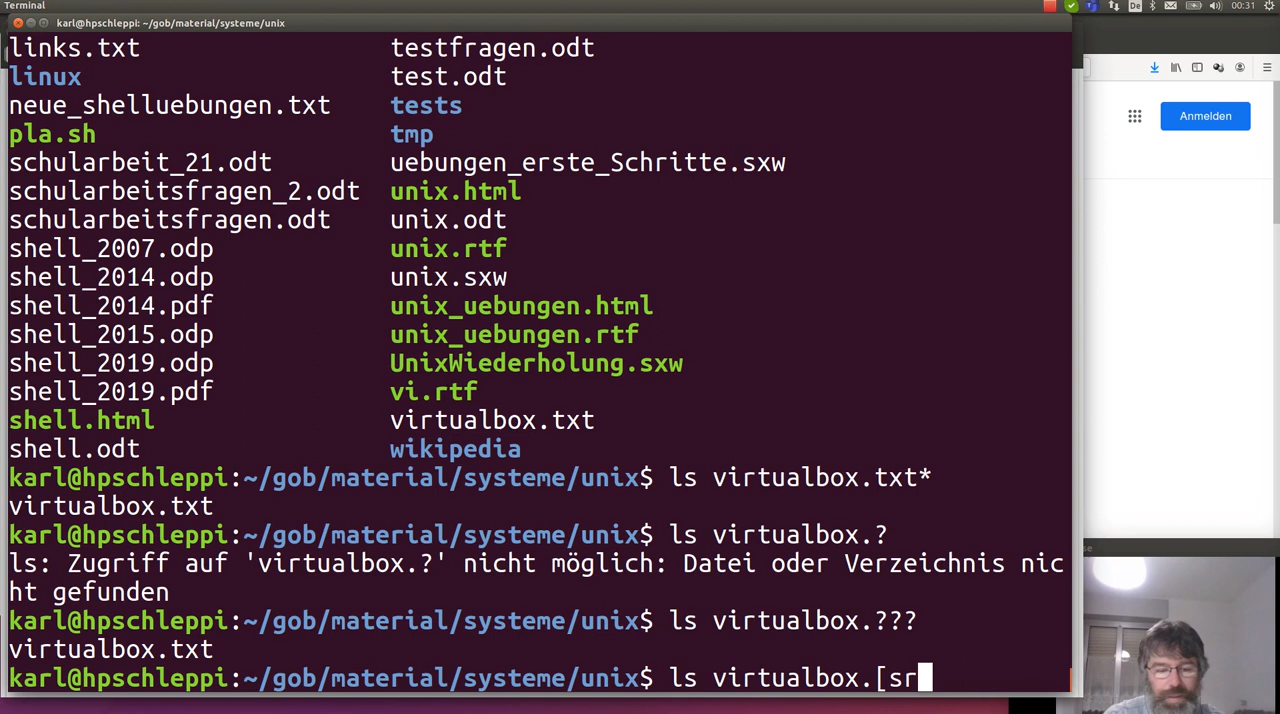 Terminal
De
00:31
karl@hpschleppi: ~/gob/material/systeme/unix
links.txt testfragen.odt
linux test.odt
neue_shelluebungen.txt tests
pla.sh tmp
schularbeit_21.odt uebungen_erste_Schritte.sxw
schularbeitsfragen_2.odt unix.html
schularbeitsfragen.odt unix.odt
shell_2007.odp unix.rtf
shell_2014.odp unix.sxw
shell_2014.pdf unix_uebungen.html
shell_2015.odp unix_uebungen.rtf
shell_2019.odp UnixWiederholung.sxw
shell_2019.pdf vi.rtf
shell.html virtualbox.txt
shell.odt wikipedia
karl@hpschleppi:~/gob/material/systeme/unix$ ls virtualbox.txt*
virtualbox.txt
karl@hpschleppi:~/gob/material/systeme/unix$ ls virtualbox.?
ls: Zugriff auf 'virtualbox.?' nicht möglich: Datei oder Verzeichnis nic
ht gefunden
karl@hpschleppi:~/gob/material/systeme/unix$ ls virtualbox.???
virtualbox.txt
karl@hpschleppi:~/gob/material/systeme/unix$ ls virtualbox.[sr
Anmelden